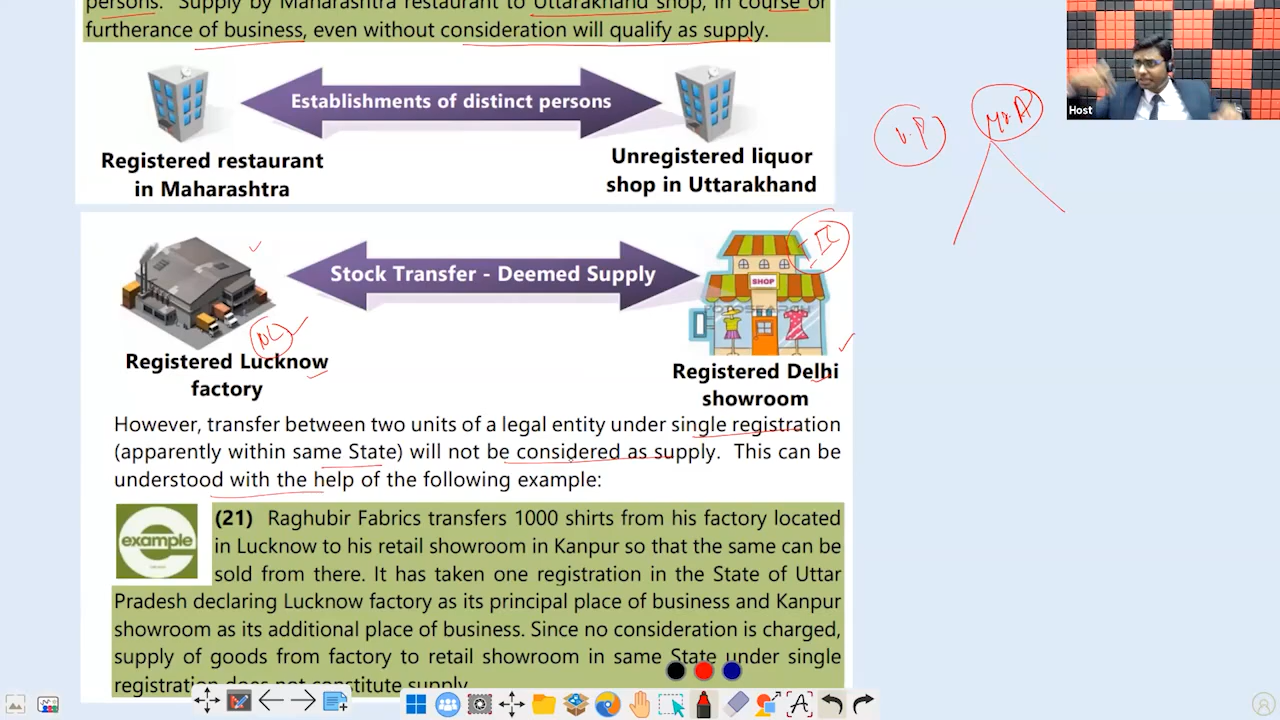 persons. Supply by Maharashtra restaurant to Uttarakhand shop, in course or
furtherance of business, even without consideration will qualify as supply.
Establishments of distinct persons
Registered restaurant
in Maharashtra
Unregistered liquor
shop in Uttarakhand
Host
U.P
Mr. A
Stock Transfer - Deemed Supply
SHOP
FOTOSEARCH
Registered Lucknow
factory
Registered Delhi
showroom
However, transfer between two units of a legal entity under single registration
(apparently within same State) will not be considered as supply. This can be
understood with the help of the following example:
example
(21) Raghubir Fabrics transfers 1000 shirts from his factory located
in Lucknow to his retail showroom in Kanpur so that the same can be
sold from there. It has taken one registration in the State of Uttar
Pradesh declaring Lucknow factory as its principal place of business and Kanpur
showroom as its additional place of business. Since no consideration is charged,
supply of goods from factory to retail showroom in same State under single
registration does not constitute supply.